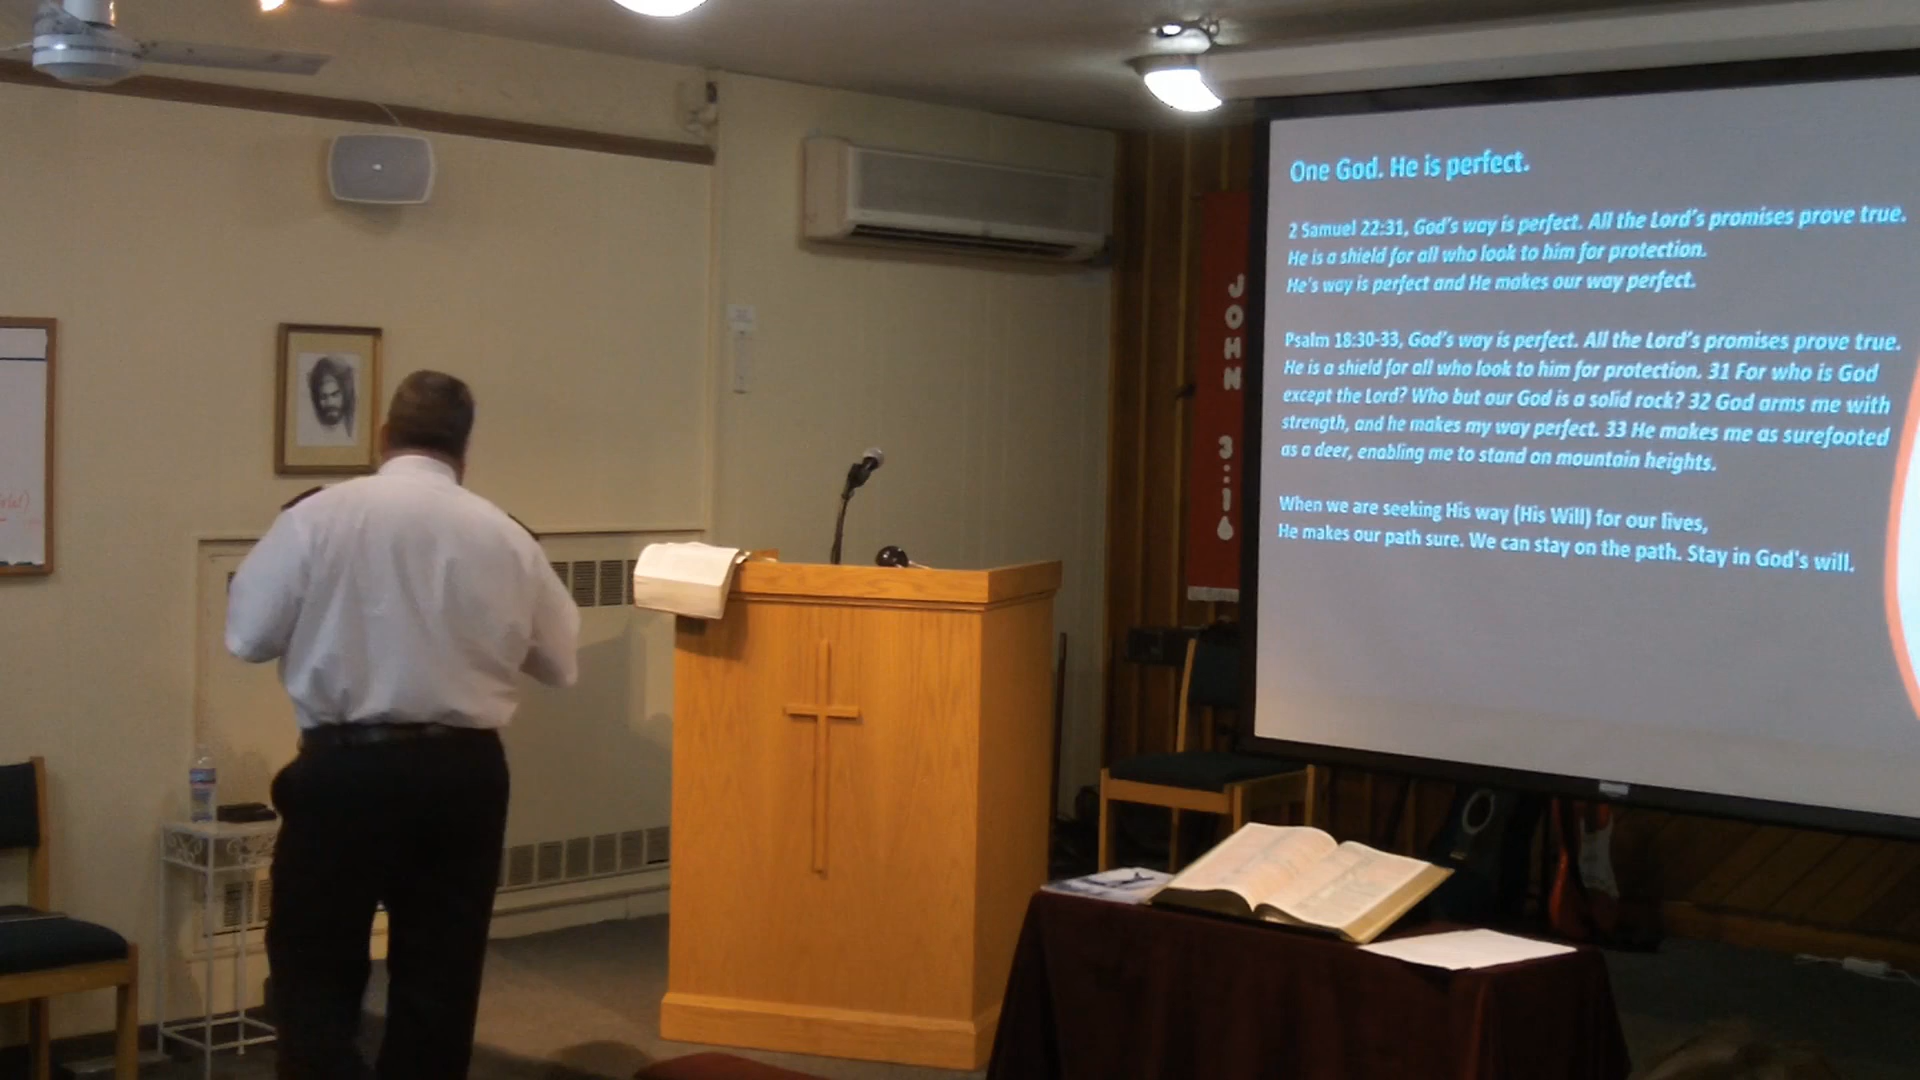 One God. He is perfect.
2 Samuel 22:31, God's way is perfect. All the Lord's promises prove true.
He is a shield for all who look to him for protection.
He's way is perfect and He makes our way perfect.
Psalm 18:30-33, God's way is perfect. All the Lord's promises prove true.
He is a shield for all who look to him for protection. 31 For who is God
except the Lord? Who but our God is a solid rock? 32 God arms me with
strength, and he makes my way perfect. 33 He makes me as surefooted
as a deer, enabling me to stand on mountain heights.
When we are seeking His way (His Will) for our lives,
He makes our path sure. We can stay on the path. Stay in God's will.
JOHN 3:16